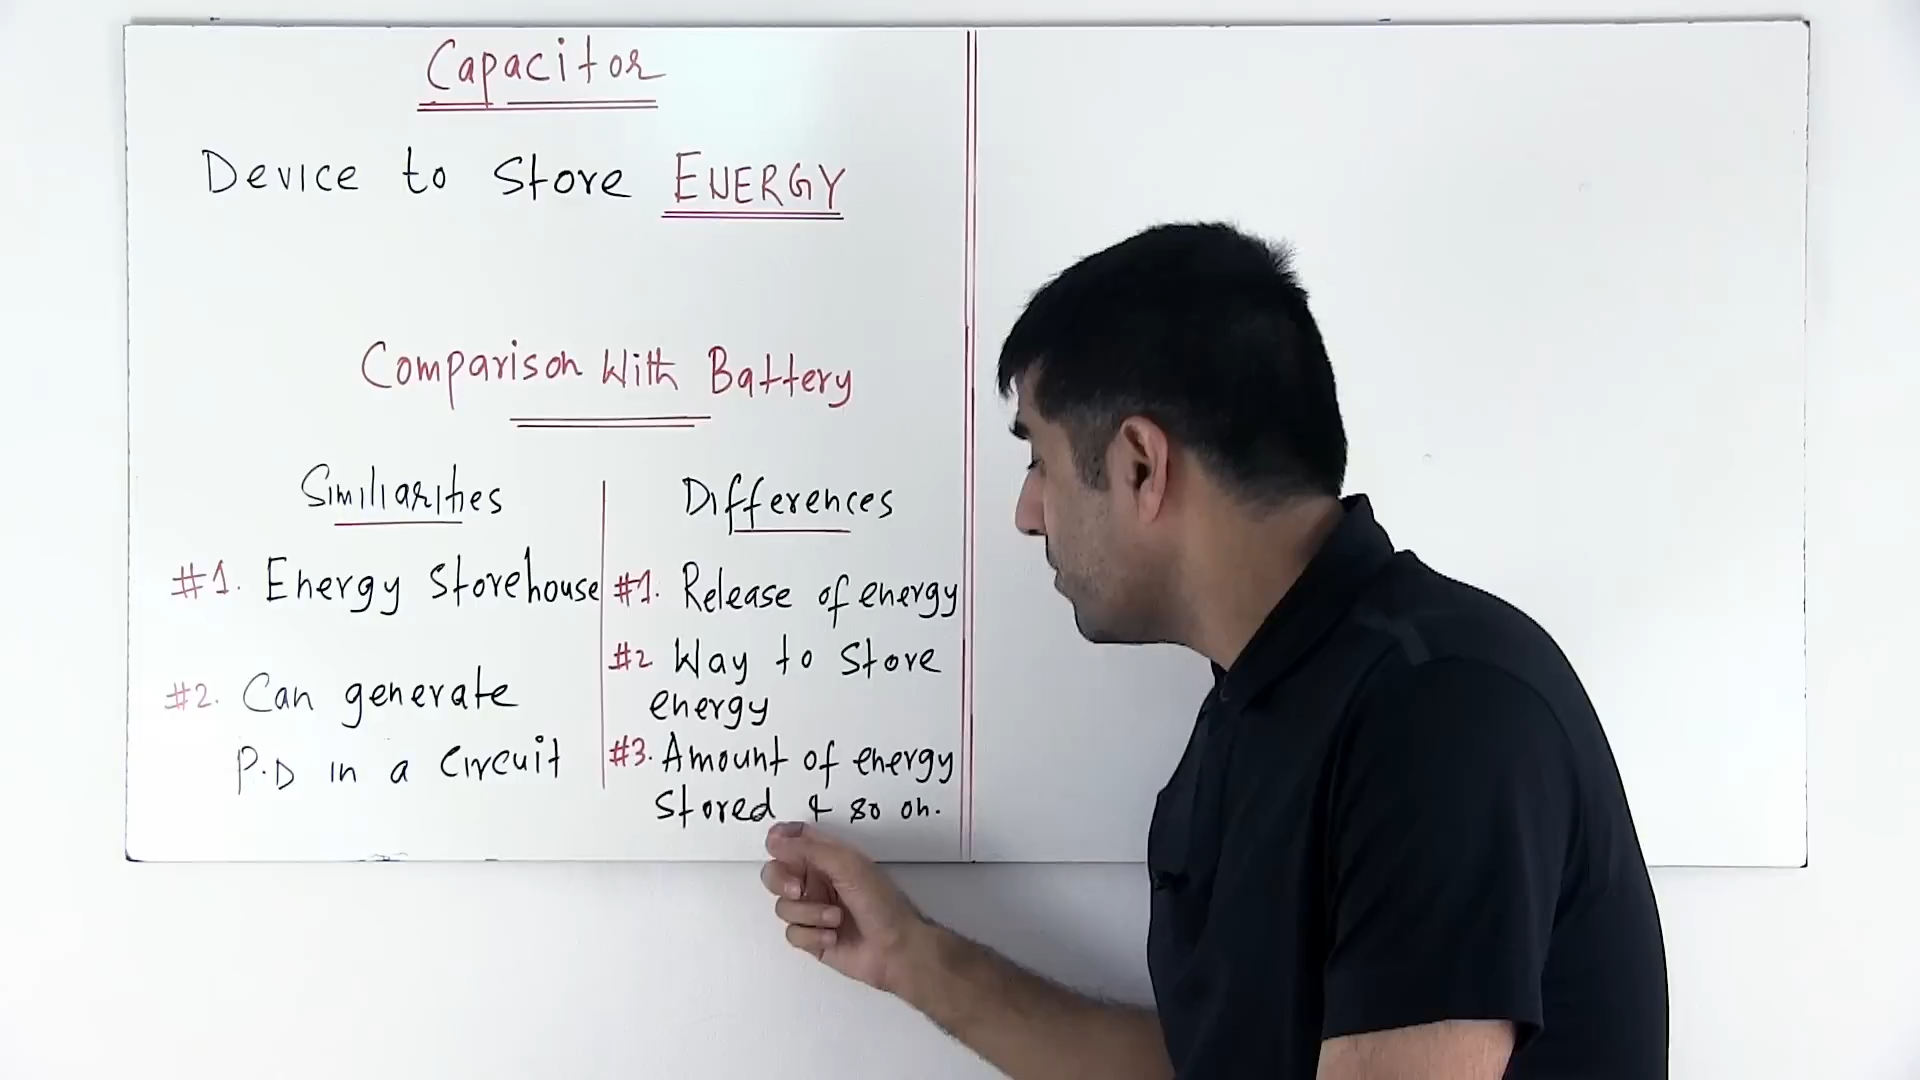 Capacitor
Device to Store ENERGY
Comparison With Battery
Similiarities
#1. Energy Storehouse
#2. Can generate
P.D in a Circuit
Differences
#1. Release of energy
#2 Way to Store
energy
#3. Amount of energy
Stored & so on.